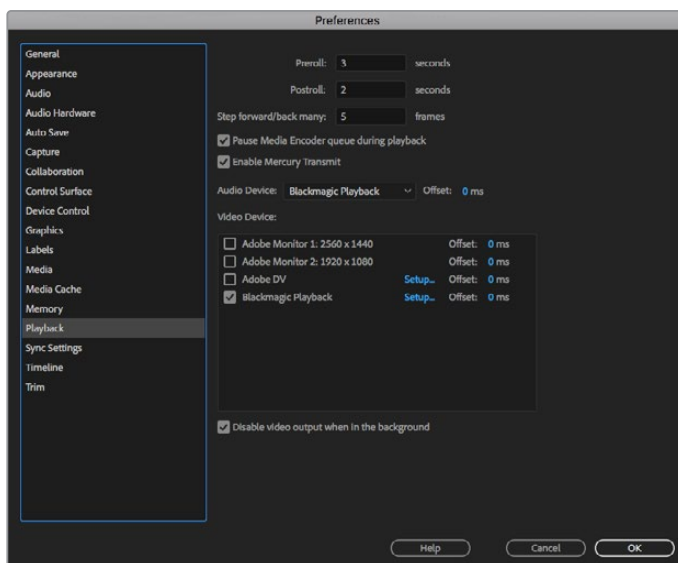 Preferences
General
Appearance
Audio
Audio Hardware
Auto Save
Capture
Collaboration
Control Surface
Device Control
Graphics
Labels
Media
Media Cache
Memory
Playback
Sync Settings
Timeline
Trim
Preroll: 3 seconds
Postroll: 2 seconds
Step forward/back many: 5 frames
Pause Media Encoder queue during playback
Enable Mercury Transmit
Audio Device: Blackmagic Playback Offset: 0 ms
Video Device:
Adobe Monitor 1: 2560 x 1440 Offset: 0 ms
Adobe Monitor 2: 1920 x 1080 Offset: 0 ms
Adobe DV Setup... Offset: 0 ms
Blackmagic Playback Setup... Offset: 0 ms
Disable video output when in the background
Help Cancel OK